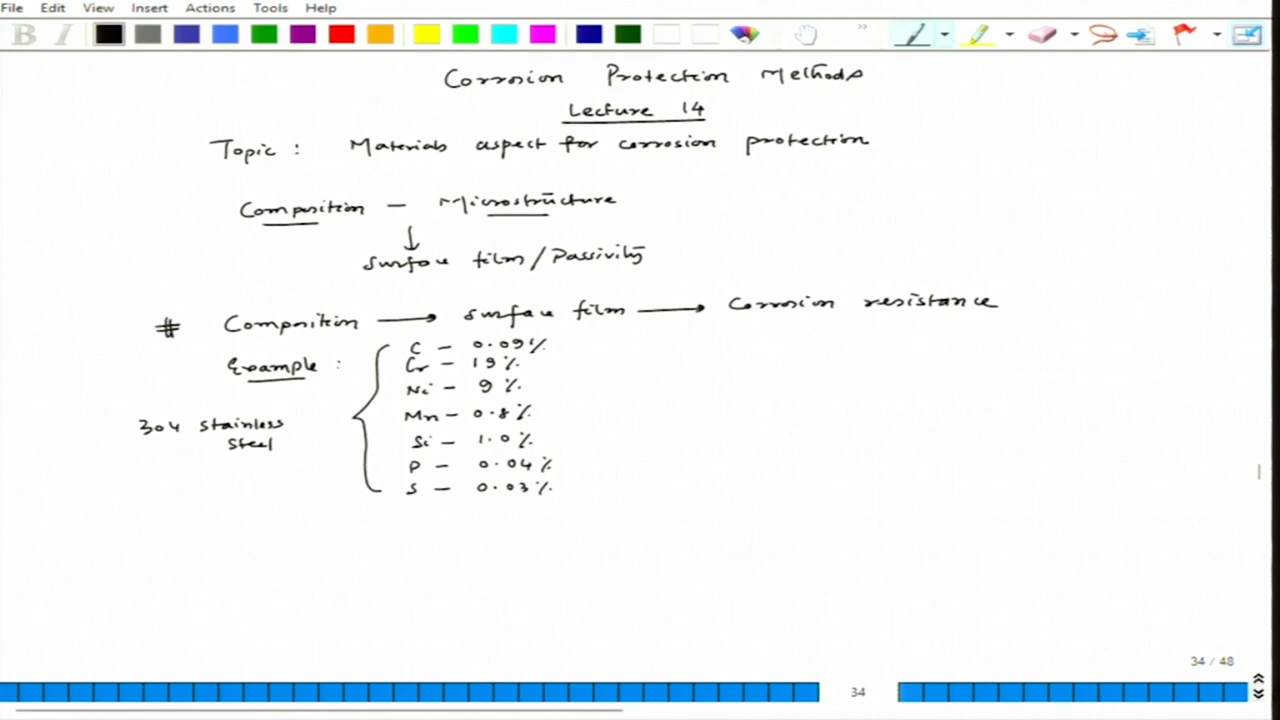 File Edit View Insert Actions Tools Help
B I
Corrosion Protection Methods
Lecture 14
Topic : Materials aspect for corrosion protection
Composition – Microstructure
↓
Surface film / Passivity
# Composition → surface film → Corrosion resistance
Example :
304 stainless
steel
C – 0.09%
Cr – 19%
Ni – 9%
Mn – 0.8%
Si – 1.0%
P – 0.04%
S – 0.03%
34 / 48
34